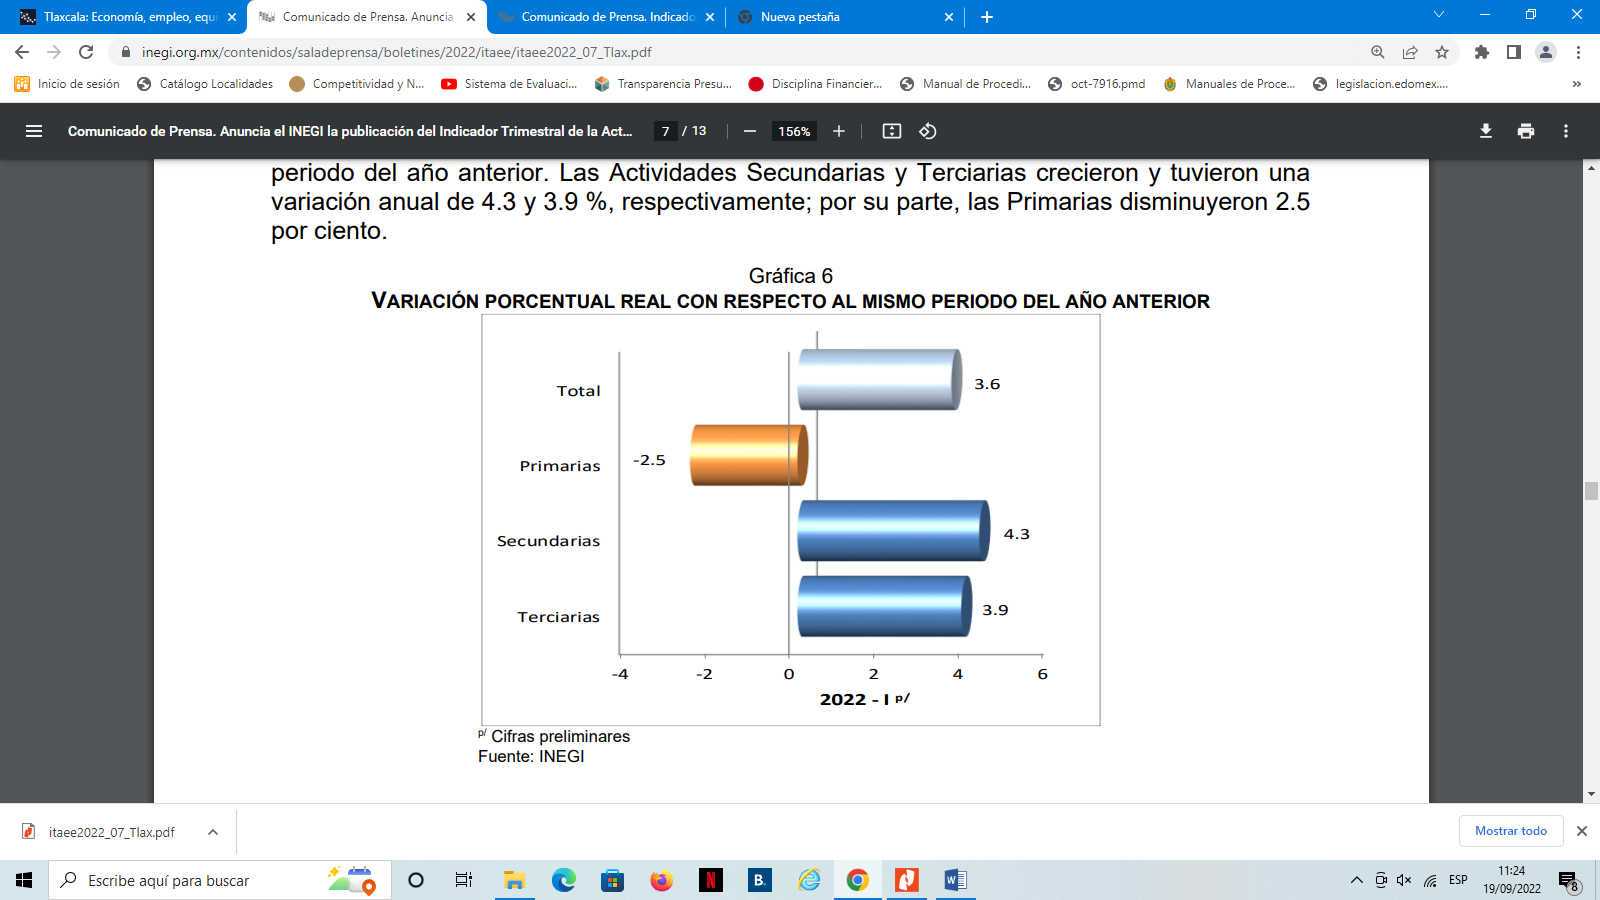 Tlaxcala: Economía, empleo, equ
Comunicado de Prensa. Anuncia
Comunicado de Prensa. Indicado
Nueva pestaña
inegi.org.mx/contenidos/saladeprensa/boletines/2022/itaee/itaee2022_07_Tlax.pdf
Inicio de sesión
Catálogo Localidades
Competitividad y N...
Sistema de Evaluaci...
Transparencia Presu...
Disciplina Financier...
Manual de Procedi...
oct-7916.pmd
Manuales de Proce...
legislacion.edomex....
»
Comunicado de Prensa. Anuncia el INEGI la publicación del Indicador Trimestral de la Act...
7 / 13
156%
periodo del año anterior. Las Actividades Secundarias y Terciarias crecieron y tuvieron una
variación anual de 4.3 y 3.9 %, respectivamente; por su parte, las Primarias disminuyeron 2.5
por ciento.
Gráfica 6
VARIACIÓN PORCENTUAL REAL CON RESPECTO AL MISMO PERIODO DEL AÑO ANTERIOR
Total
3.6
Primarias
-2.5
Secundarias
4.3
Terciarias
3.9
-4 -2 0 2 4 6
2022 - I p/
p/ Cifras preliminares
Fuente: INEGI
itaee2022_07_Tlax.pdf
Mostrar todo
Escribe aquí para buscar
N
B.
ESP
11:24
19/09/2022
8